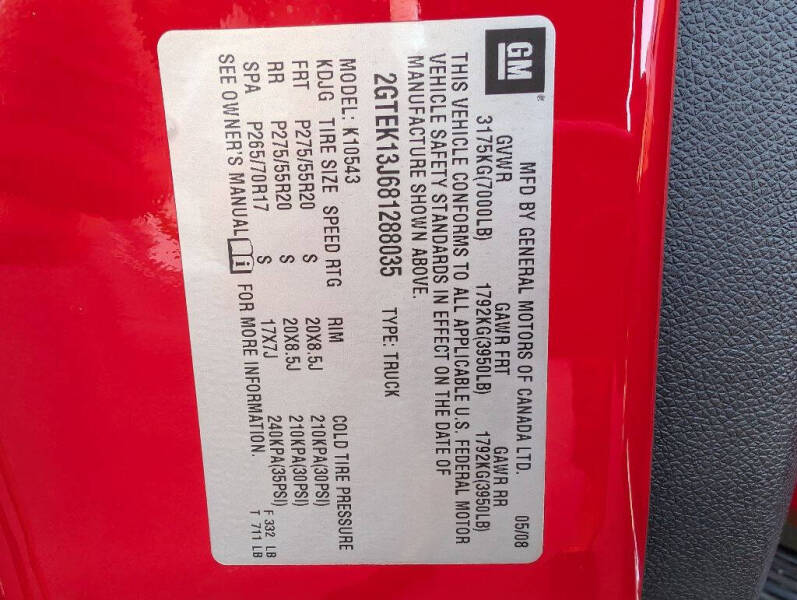 GM
MFD BY GENERAL MOTORS OF CANADA LTD.
05/08
GVWR GAWR FRT GAWR RR
3175KG(7000LB) 1792KG(3950LB) 1792KG(3950LB)
THIS VEHICLE CONFORMS TO ALL APPLICABLE U.S. FEDERAL MOTOR
VEHICLE SAFETY STANDARDS IN EFFECT ON THE DATE OF
MANUFACTURE SHOWN ABOVE.
2GTEK13J681288035 TYPE: TRUCK
MODEL: K10543
KDJG TIRE SIZE SPEED RTG RIM COLD TIRE PRESSURE
FRT P275/55R20 S 20X8.5J 210KPA(30PSI)
RR P275/55R20 S 20X8.5J 210KPA(30PSI)
SPA P265/70R17 S 17X7J 240KPA(35PSI)
SEE OWNER'S MANUAL i FOR MORE INFORMATION.
F 332 LB
T 711 LB